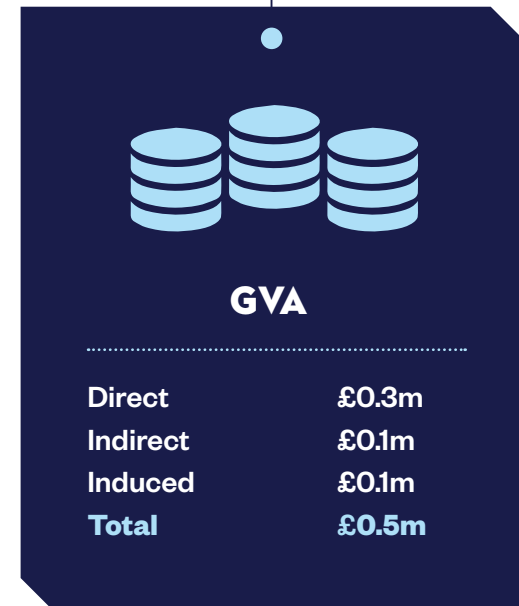 GVA
Direct £0.3m
Indirect £0.1m
Induced £0.1m
Total £0.5m